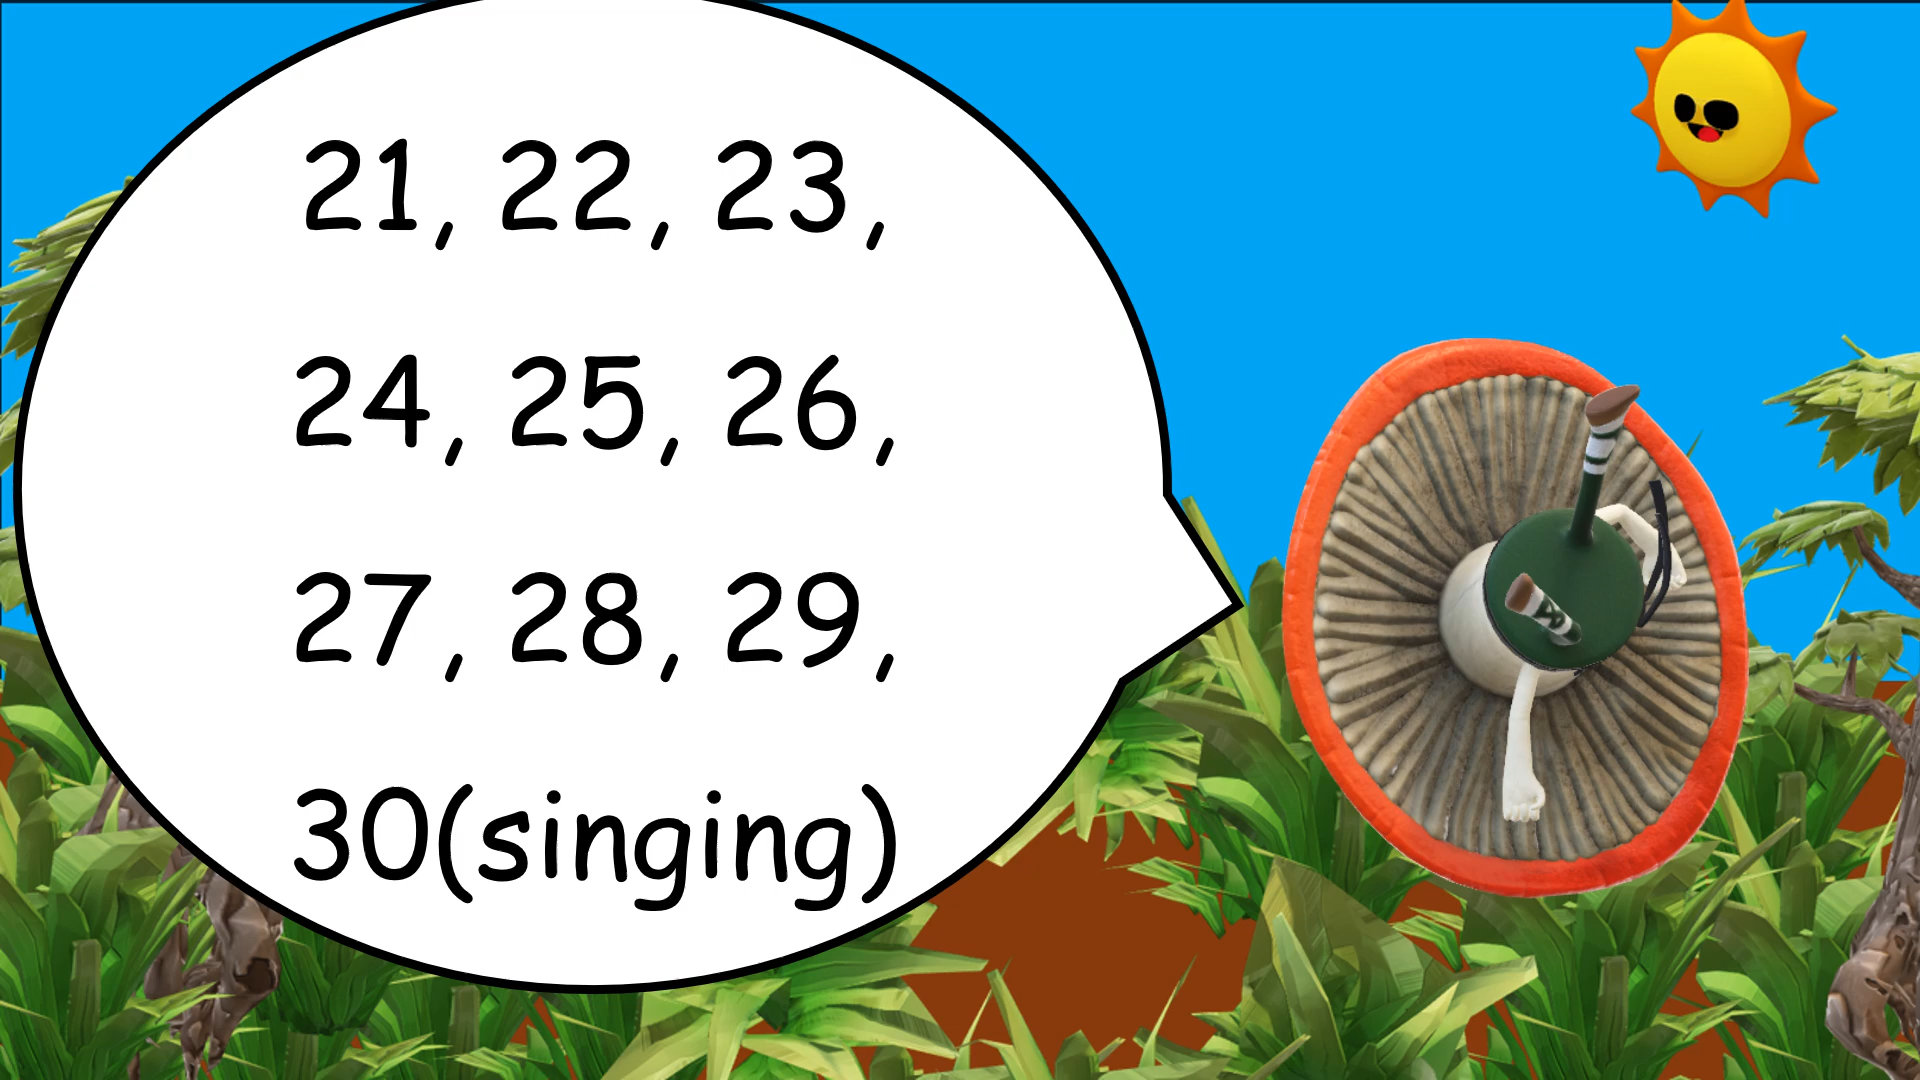 21, 22, 23,
24, 25, 26,
27, 28, 29,
30(singing)